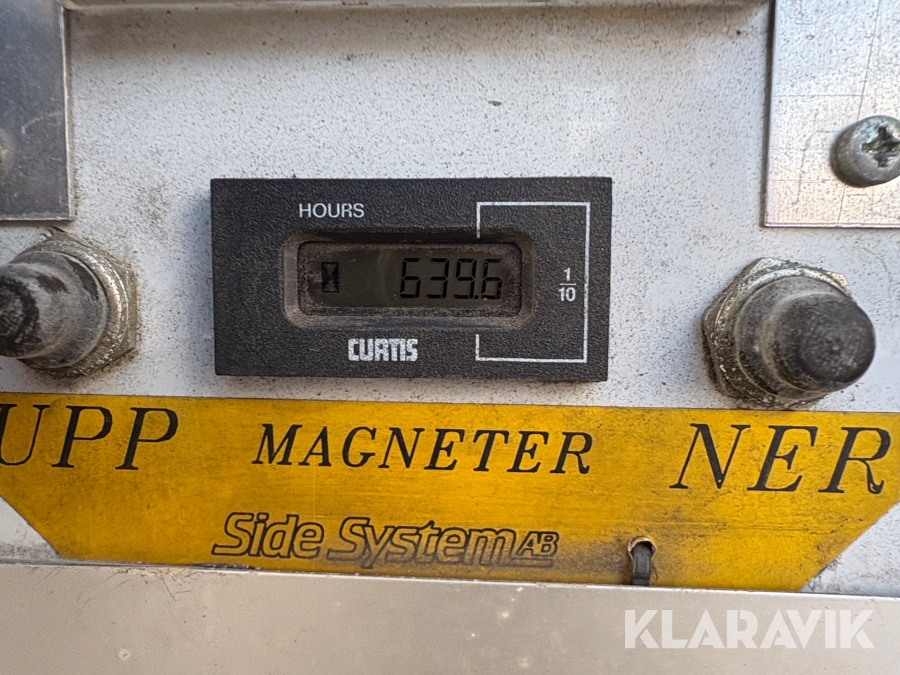 HOURS
639.6
1/10
CURTIS
UPP MAGNETER NER
Side System AB
KLARAVIK